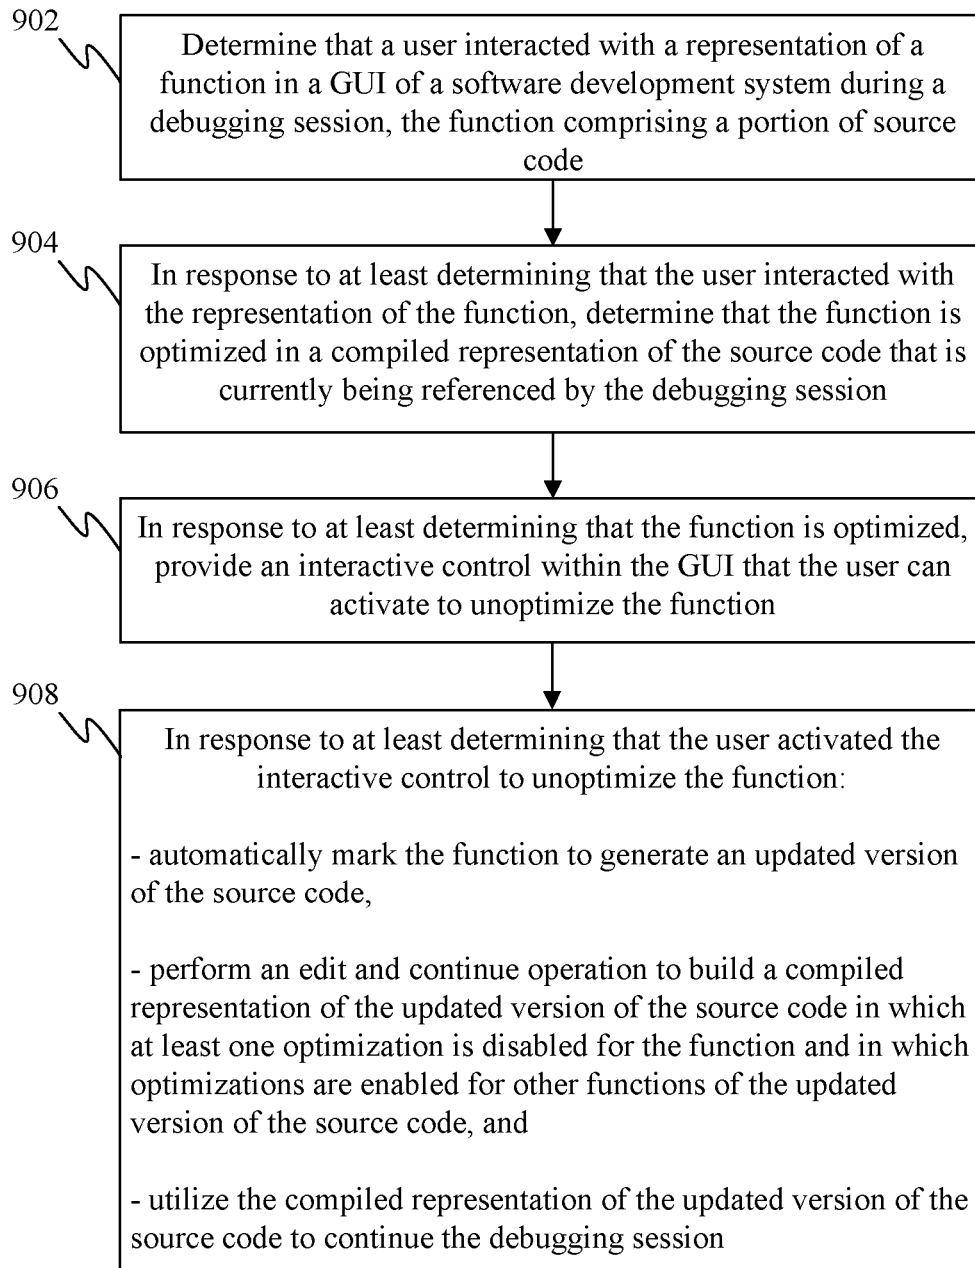 902
Determine that a user interacted with a representation of a
function in a GUI of a software development system during a
debugging session, the function comprising a portion of source
code
904
In response to at least determining that the user interacted with
the representation of the function, determine that the function is
optimized in a compiled representation of the source code that is
currently being referenced by the debugging session
906
In response to at least determining that the function is optimized,
provide an interactive control within the GUI that the user can
activate to unoptimize the function
908
In response to at least determining that the user activated the
interactive control to unoptimize the function:
- automatically mark the function to generate an updated version
of the source code,
- perform an edit and continue operation to build a compiled
representation of the updated version of the source code in which
at least one optimization is disabled for the function and in which
optimizations are enabled for other functions of the updated
version of the source code, and
- utilize the compiled representation of the updated version of the
source code to continue the debugging session